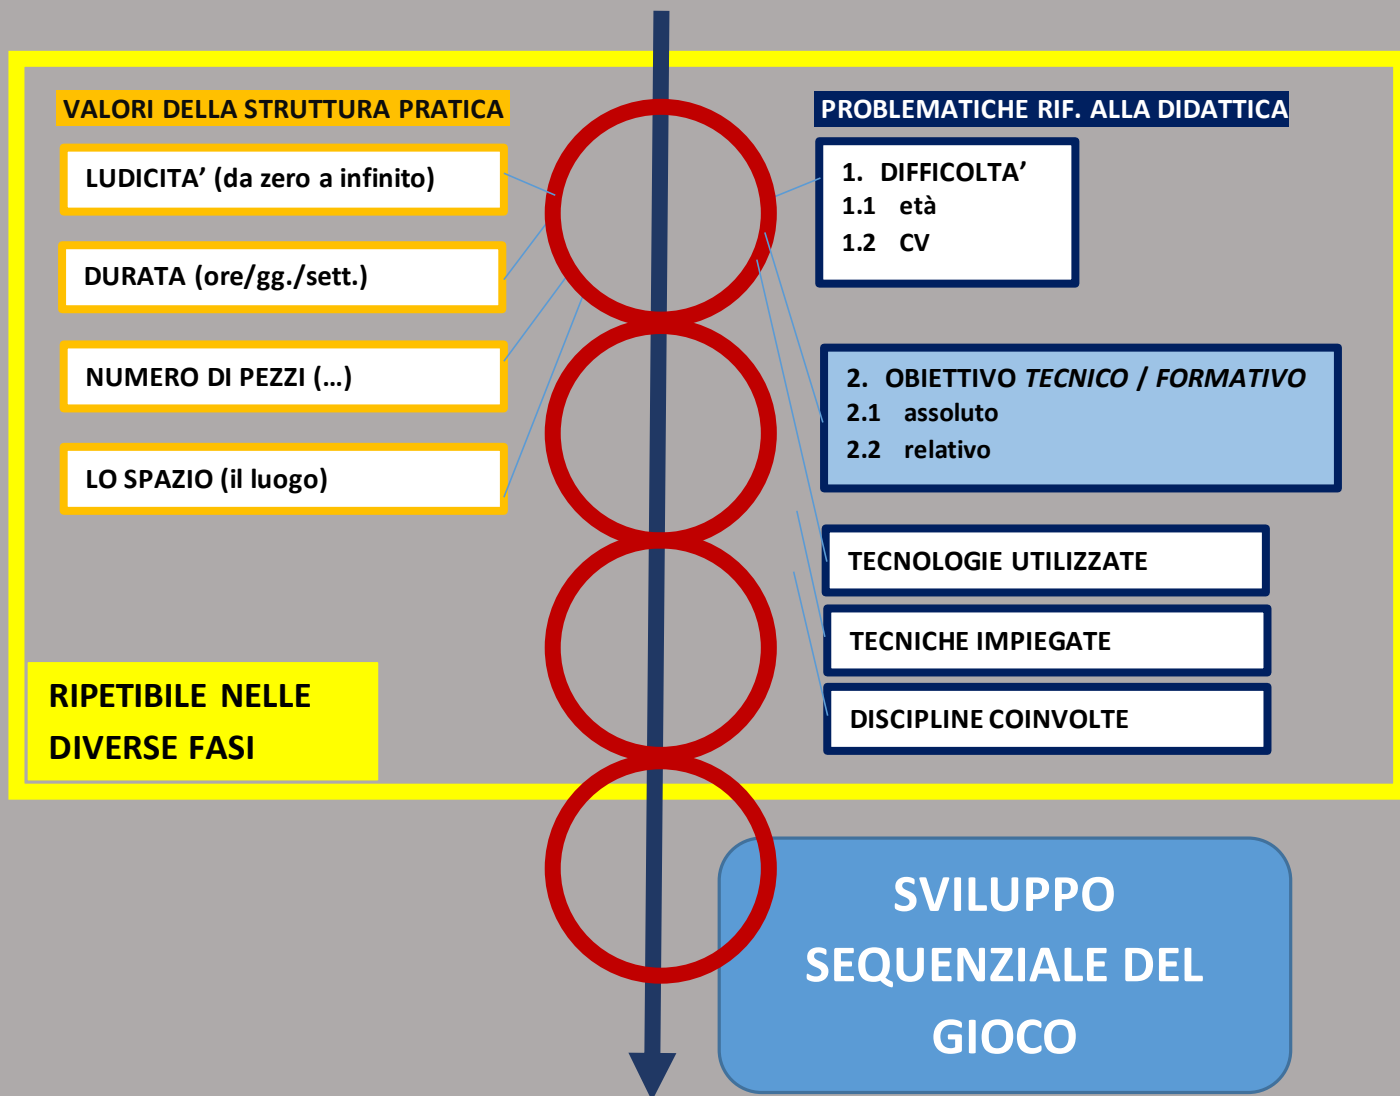 VALORI DELLA STRUTTURA PRATICA
LUDICITA’ (da zero a infinito)
DURATA (ore/gg./sett.)
NUMERO DI PEZZI (...)
LO SPAZIO (il luogo)
RIPETIBILE NELLE
DIVERSE FASI
PROBLEMATICHE RIF. ALLA DIDATTICA
1. DIFFICOLTA’
1.1 età
1.2 CV
2. OBIETTIVO TECNICO / FORMATIVO
2.1 assoluto
2.2 relativo
TECNOLOGIE UTILIZZATE
TECNICHE IMPIEGATE
DISCIPLINE COINVOLTE
SVILUPPO
SEQUENZIALE DEL
GIOCO